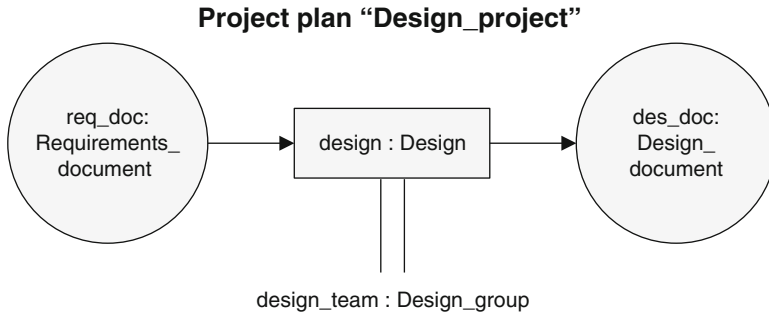 Project plan “Design_project”
req_doc:
Requirements_
document
design : Design
des_doc:
Design_
document
design_team : Design_group